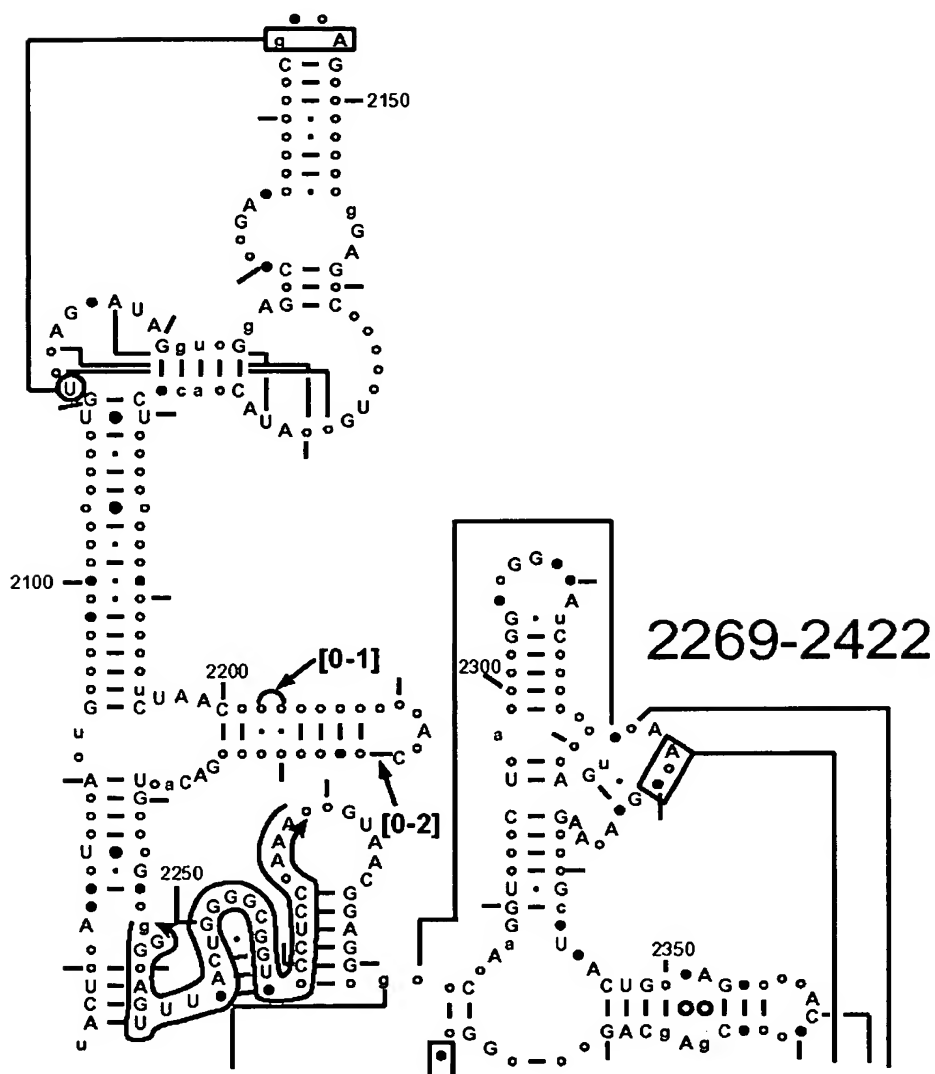 g A
C G
2150
A
G
g
G
A
G
C
G C
A
g
A G A U A
G g u G
U
G C
c a C
A U A G U
U U
2100
2200
[0-1]
[0-2]
G C U A A C
A
C
u
A U
a C A G
G
U
A
2250
g
G U A A C
G G A G G
C C U C C
A A A
G G G G C G G U
G G U C A
U U
G G A G U
A C U
u
g
2269-2422
G G
A
G G u C
2300
a
U A
C G
U
G G
a
A
G
G c
U
A
A
A
u
G
G
A
G A A
2350
A C U G
A G
A C
G A C g A g C
G G